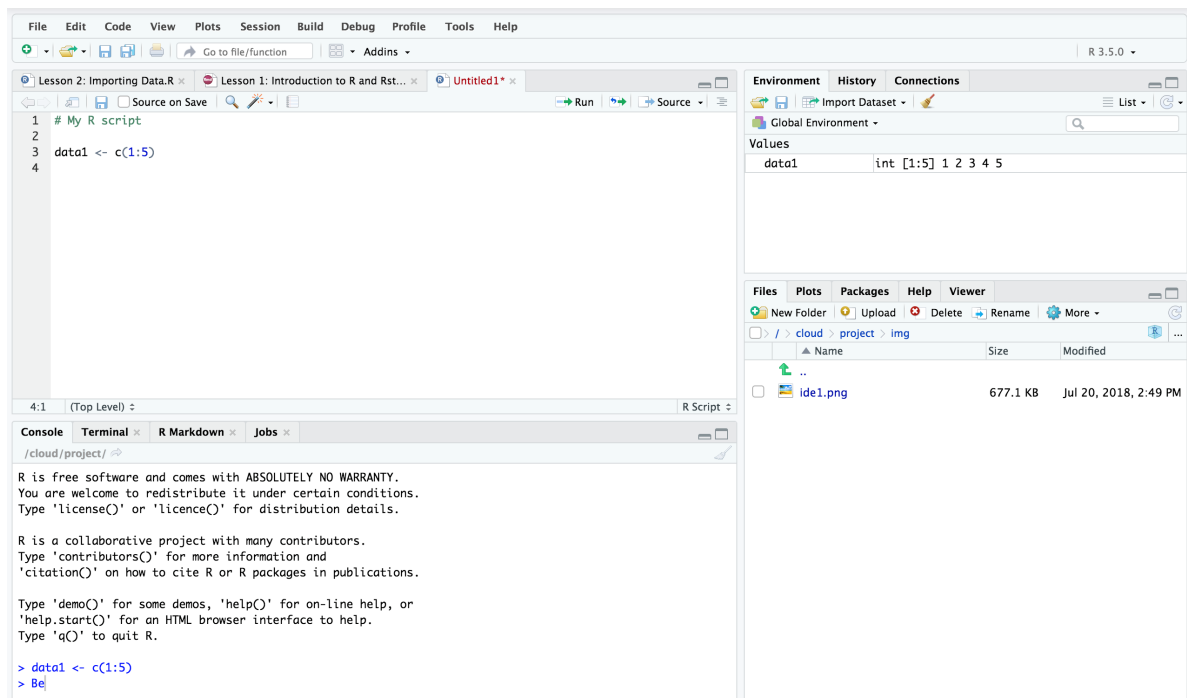 File Edit Code View Plots Session Build Debug Profile Tools Help
Go to file/function Addins R 3.5.0
Lesson 2: Importing Data.R Lesson 1: Introduction to R and Rst... Untitled1*
Source on Save Run Source
1 # My R script
2
3 data1 <- c(1:5)
4
4:1 (Top Level) R Script
Console Terminal R Markdown Jobs
/cloud/project/
R is free software and comes with ABSOLUTELY NO WARRANTY.
You are welcome to redistribute it under certain conditions.
Type 'license()' or 'licence()' for distribution details.
R is a collaborative project with many contributors.
Type 'contributors()' for more information and
'citation()' on how to cite R or R packages in publications.
Type 'demo()' for some demos, 'help()' for on-line help, or
'help.start()' for an HTML browser interface to help.
Type 'q()' to quit R.
> data1 <- c(1:5)
> Be
Environment History Connections
Import Dataset List
Global Environment
Values
data1 int [1:5] 1 2 3 4 5
Files Plots Packages Help Viewer
New Folder Upload Delete Rename More
/ > cloud > project > img R ...
Name Size Modified
..
ide1.png 677.1 KB Jul 20, 2018, 2:49 PM